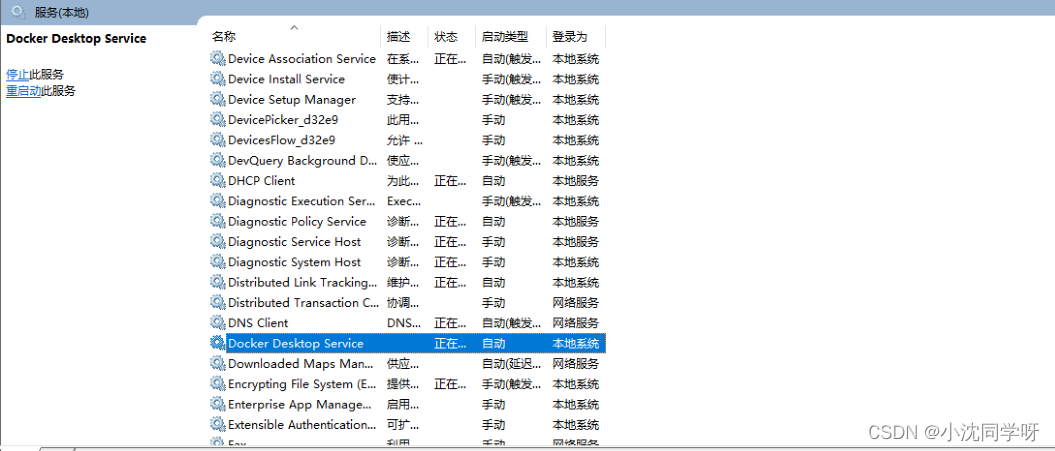 服务(本地)
Docker Desktop Service
停止此服务
重启动此服务
名称 描述 状态 启动类型 登录为
Device Association Service 在系... 正在... 自动(触发... 本地系统
Device Install Service 使计... 手动(触发... 本地系统
Device Setup Manager 支持... 手动(触发... 本地系统
DevicePicker_d32e9 此用... 手动 本地系统
DevicesFlow_d32e9 允许 ... 手动 本地系统
DevQuery Background D... 使应... 手动(触发... 本地系统
DHCP Client 为此... 正在... 自动 本地服务
Diagnostic Execution Ser... Exec... 手动(触发... 本地系统
Diagnostic Policy Service 诊断... 正在... 自动 本地服务
Diagnostic Service Host 诊断... 正在... 手动 本地服务
Diagnostic System Host 诊断... 正在... 手动 本地系统
Distributed Link Tracking... 维护... 正在... 自动 本地系统
Distributed Transaction C... 协调... 手动 网络服务
DNS Client DNS... 正在... 自动(触发... 网络服务
Docker Desktop Service 正在... 自动 本地系统
Downloaded Maps Man... 供应... 自动(延迟... 网络服务
Encrypting File System (E... 提供... 正在... 手动(触发... 本地系统
Enterprise App Manage... 启用... 手动 本地系统
Extensible Authentication... 可扩... 手动 本地系统
Fax 利用... 手动 网络服务
CSDN @小沈同学呀